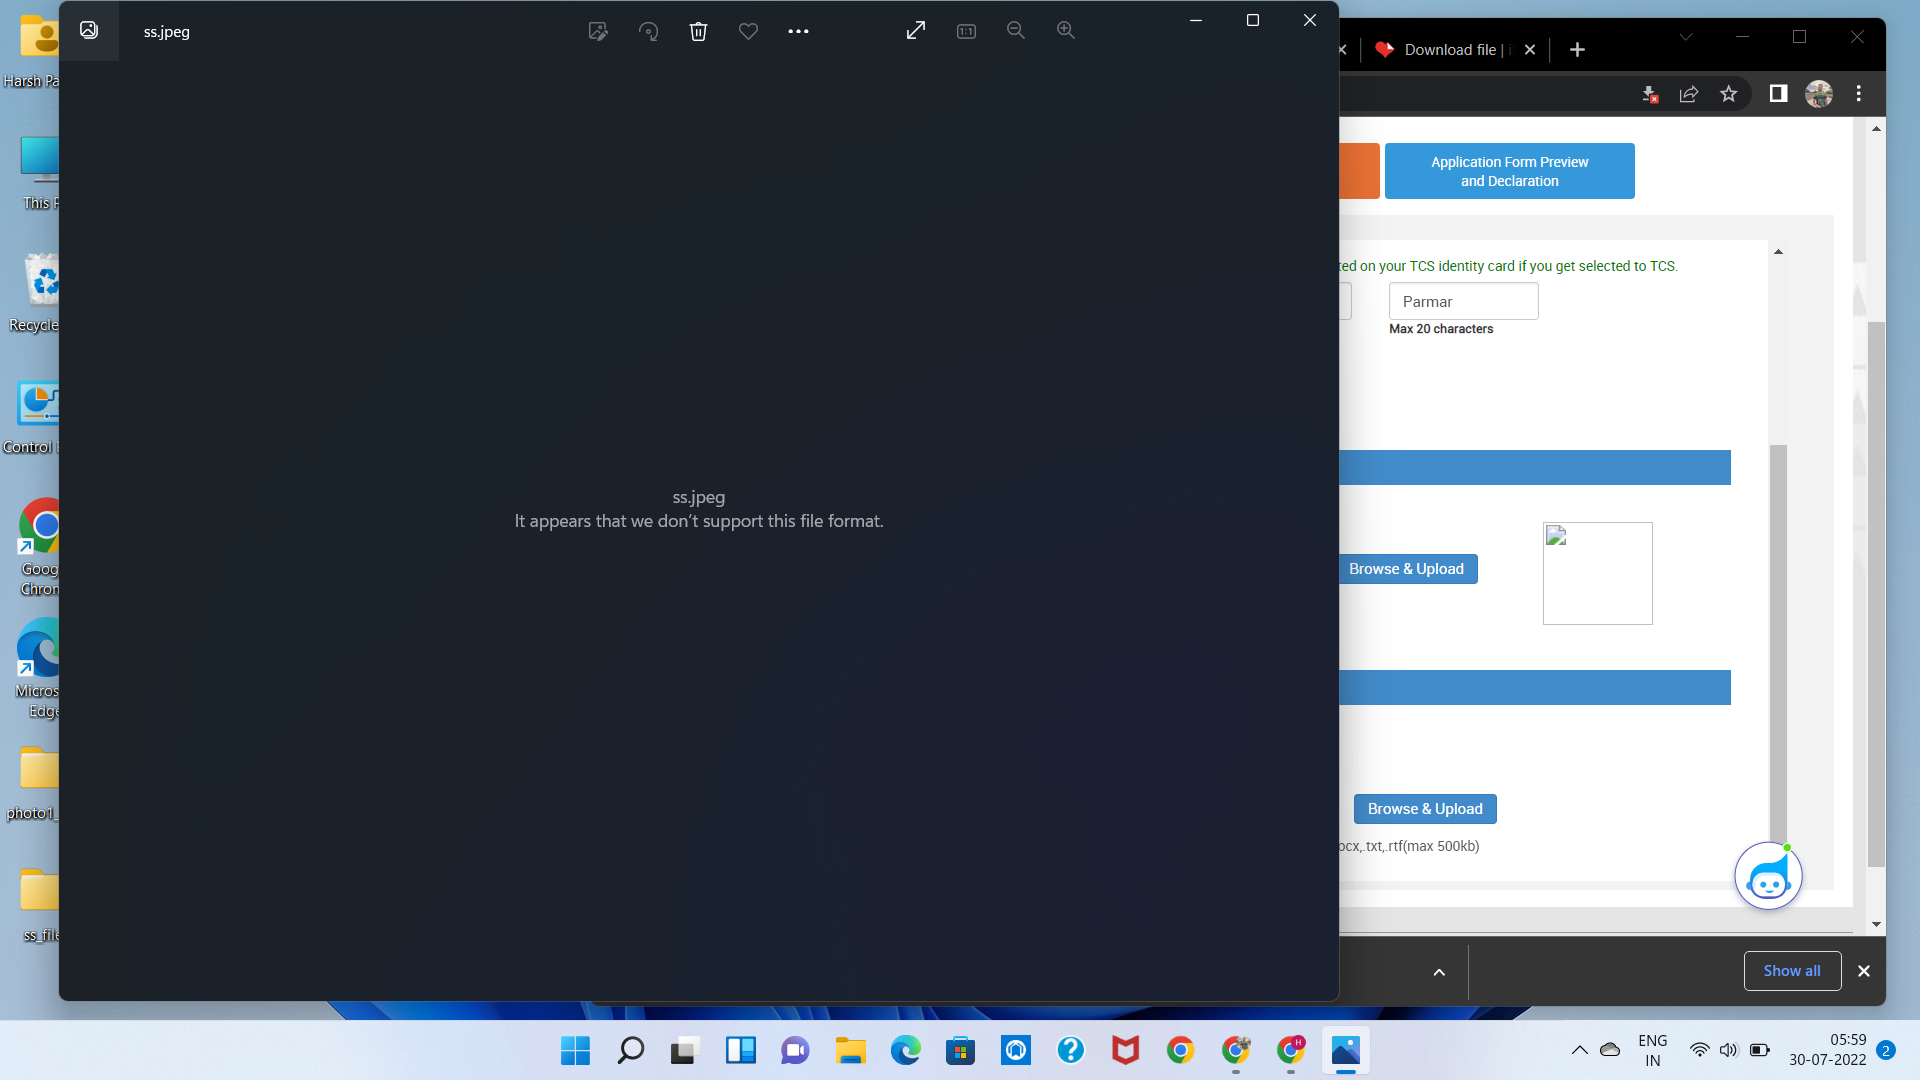 ss.jpeg
Download file |
Harsh Pa
This P
Recycle
Control
Goog
Chron
Micros
Edge
photo1_
ss_file
Application Form Preview
and Declaration
ted on your TCS identity card if you get selected to TCS.
Parmar
Max 20 characters
ss.jpeg
It appears that we don't support this file format.
Browse & Upload
Browse & Upload
ocx,.txt,.rtf(max 500kb)
Show all
ENG
IN
05:59
30-07-2022
2